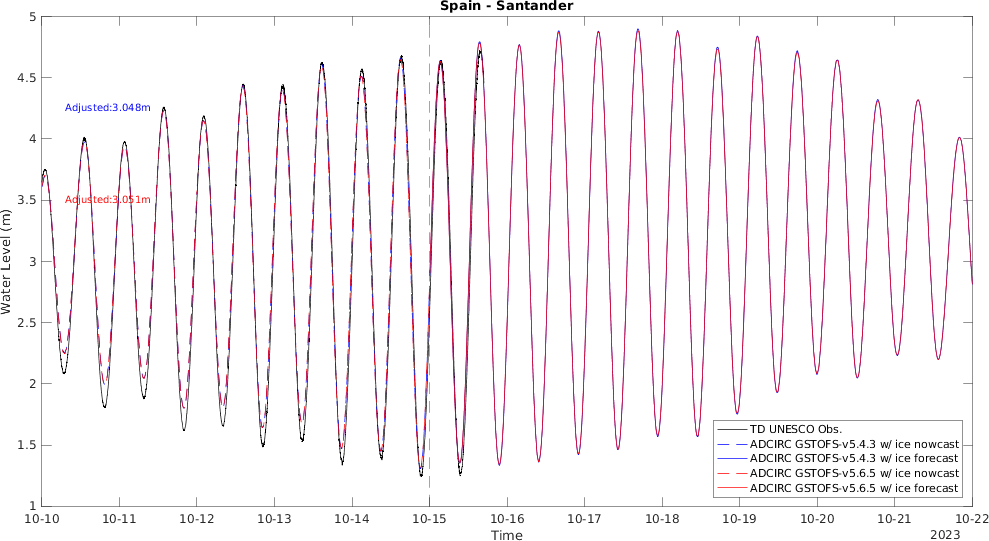 Spain - Santander
5
4.5
4
3.5
3
2.5
2
1.5
1
Water Level (m)
Adjusted:3.048m
Adjusted:3.051m
TD UNESCO Obs.
ADCIRC GSTOFS-v5.4.3 w/ ice nowcast
ADCIRC GSTOFS-v5.4.3 w/ ice forecast
ADCIRC GSTOFS-v5.6.5 w/ ice nowcast
ADCIRC GSTOFS-v5.6.5 w/ ice forecast
10-10 10-11 10-12 10-13 10-14 10-15 10-16 10-17 10-18 10-19 10-20 10-21 10-22
Time
2023